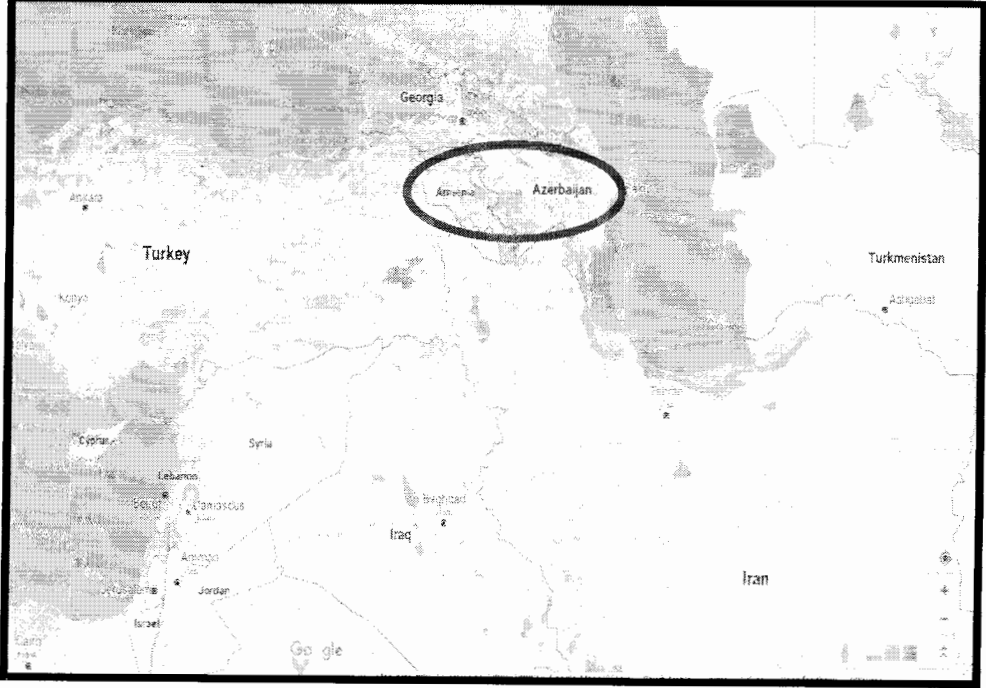 Georgia
Armenia
Azerbaijan
Ankara
Turkey
Turkmenistan
Konya
Ashgabat
Cyprus
Syria
Lebanon
Beirut
Damascus
Baghdad
Iraq
Amman
Jerusalem
Jordan
Iran
Israel
Cairo
Google